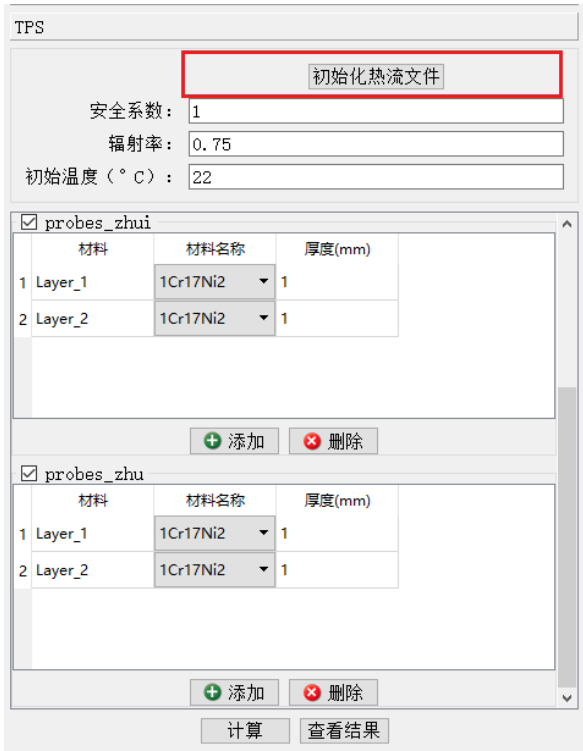 TPS
初始化热流文件
安全系数： 1
辐射率： 0.75
初始温度（°C）： 22
probes_zhui
材料 材料名称 厚度(mm)
1 Layer_1 1Cr17Ni2 1
2 Layer_2 1Cr17Ni2 1
添加 删除
probes_zhu
材料 材料名称 厚度(mm)
1 Layer_1 1Cr17Ni2 1
2 Layer_2 1Cr17Ni2 1
添加 删除
计算 查看结果